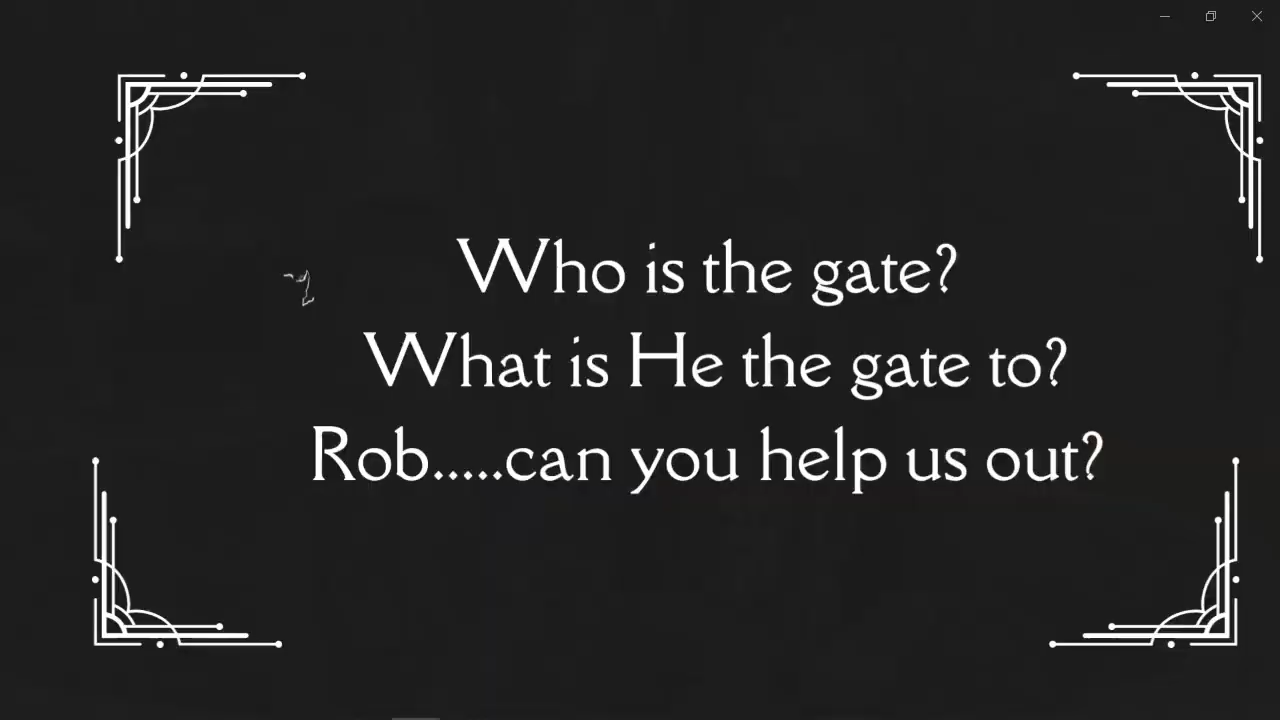 Who is the gate?
What is He the gate to?
Rob.....can you help us out?